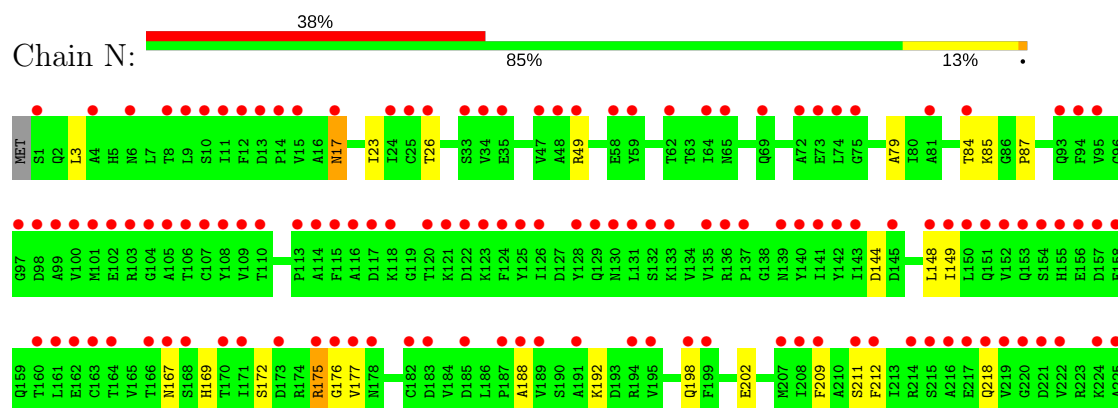 38%
Chain N:
85% 13% •
MET S1 Q2 L3 A4 H5 N6 L7 T8 L9 S10 I11 F12 D13 P14 V15 A16 N17 I23 I24 C25 T26 S33 V34 E35 V47 A48 R49 E58 Y59 T62 T63 I64 N65 Q69 A72 E73 L74 G75 A79 I80 A81 T84 K85 G86 P87 Q93 F94 V95 G96
G97 D98 A99 V100 M101 E102 R103 G104 A105 T106 C107 Y108 V109 T110 P113 A114 F115 A116 D117 K118 G119 T120 K121 D122 K123 F124 Y125 I126 D127 Y128 Q129 N130 L131 S132 K133 V134 V135 R136 P137 G138 N139 Y140 I141 Y142 I143 D144 D145 L148 I149 L150 Q151 V152 Q153 S154 H155 E156 D157
Q159 T160 L161 E162 C163 T164 V165 T166 N167 S168 H169 T170 I171 S172 D173 R174 R175 G176 V177 N178 C182 D183 V184 D185 L186 P187 A188 V189 S190 A191 K192 D193 R194 V195 Q198 F199 E202 M207 I208 F209 A210 S211 F212 I213 R214 S215 A216 E217 Q218 V219 G220 D221 V222 R223 K224